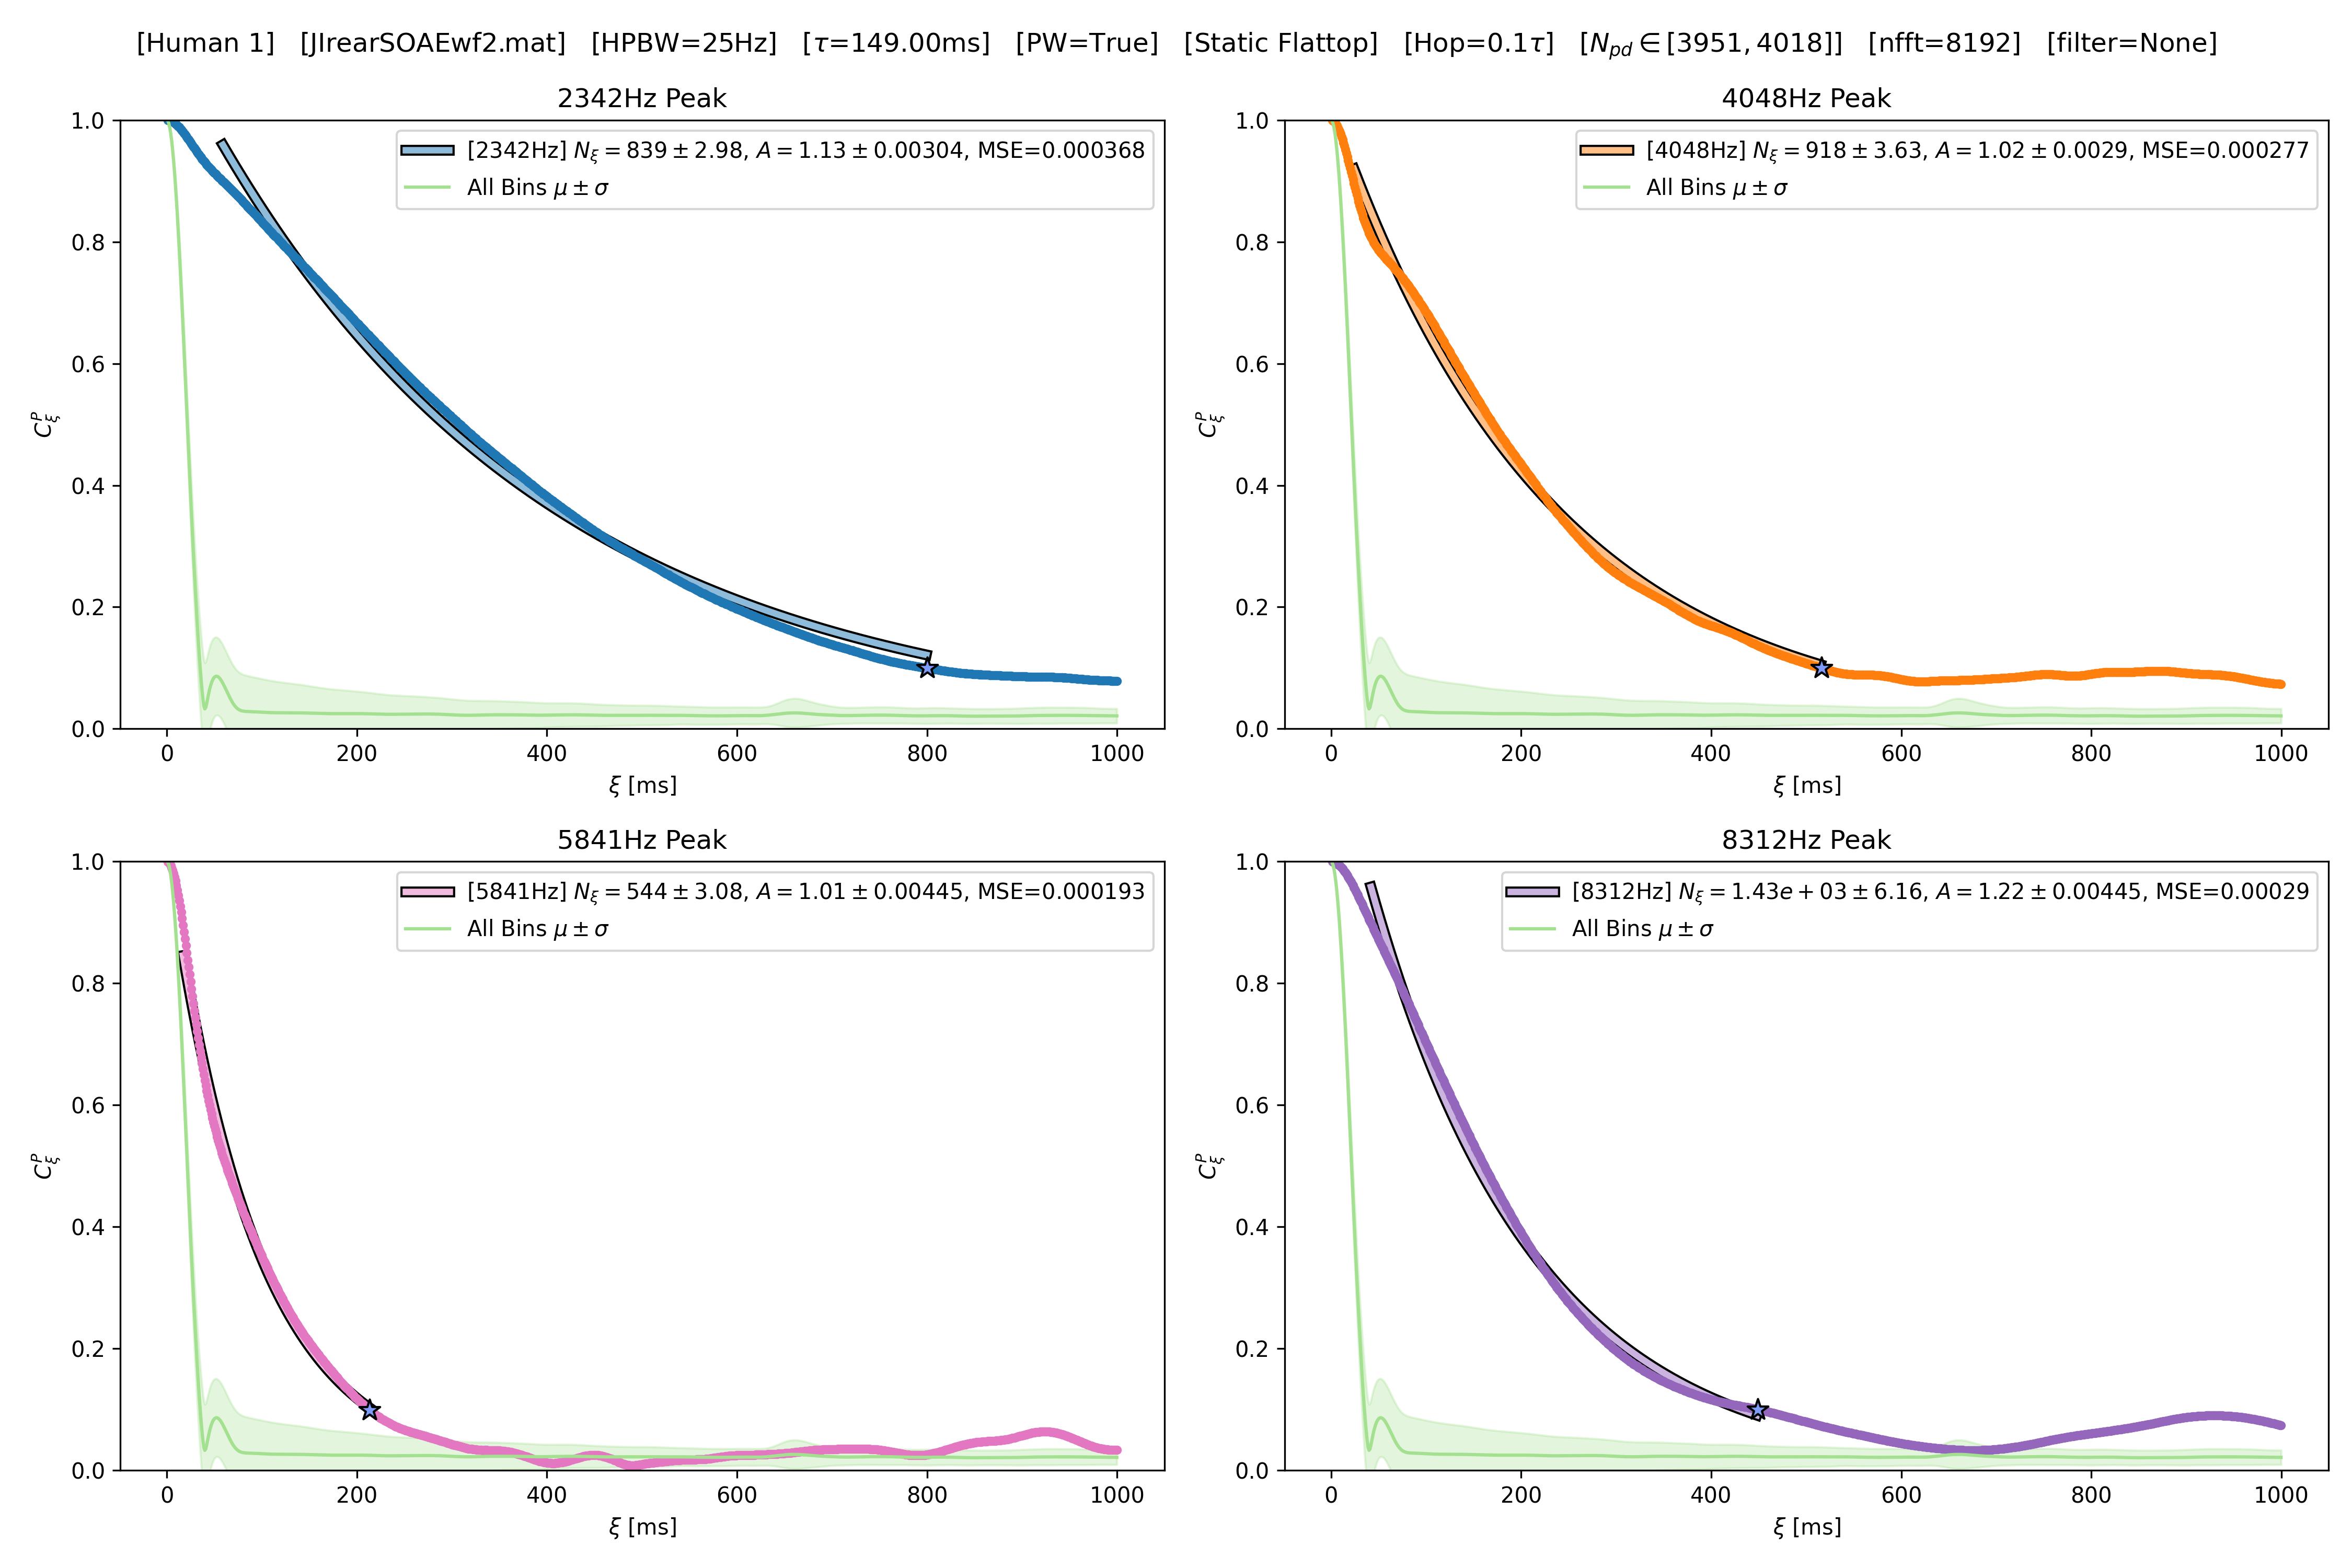 [Human 1] [JIrearSOAEwf2.mat] [HPBW=25Hz] [τ=149.00ms] [PW=True] [Static Flattop] [Hop=0.1τ] [N_pd ∈ [3951, 4018]] [nfft=8192] [filter=None]
2342Hz Peak
1.0
0.8
0.6
0.4
0.2
0.0
C_ξ^P
[2342Hz] N_ξ = 839 ± 2.98, A = 1.13 ± 0.00304, MSE=0.000368
All Bins μ ± σ
0 200 400 600 800 1000
ξ [ms]
4048Hz Peak
1.0
0.8
0.6
0.4
0.2
0.0
C_ξ^P
[4048Hz] N_ξ = 918 ± 3.63, A = 1.02 ± 0.0029, MSE=0.000277
All Bins μ ± σ
0 200 400 600 800 1000
ξ [ms]
5841Hz Peak
1.0
0.8
0.6
0.4
0.2
0.0
C_ξ^P
[5841Hz] N_ξ = 544 ± 3.08, A = 1.01 ± 0.00445, MSE=0.000193
All Bins μ ± σ
0 200 400 600 800 1000
ξ [ms]
8312Hz Peak
1.0
0.8
0.6
0.4
0.2
0.0
C_ξ^P
[8312Hz] N_ξ = 1.43e + 03 ± 6.16, A = 1.22 ± 0.00445, MSE=0.00029
All Bins μ ± σ
0 200 400 600 800 1000
ξ [ms]